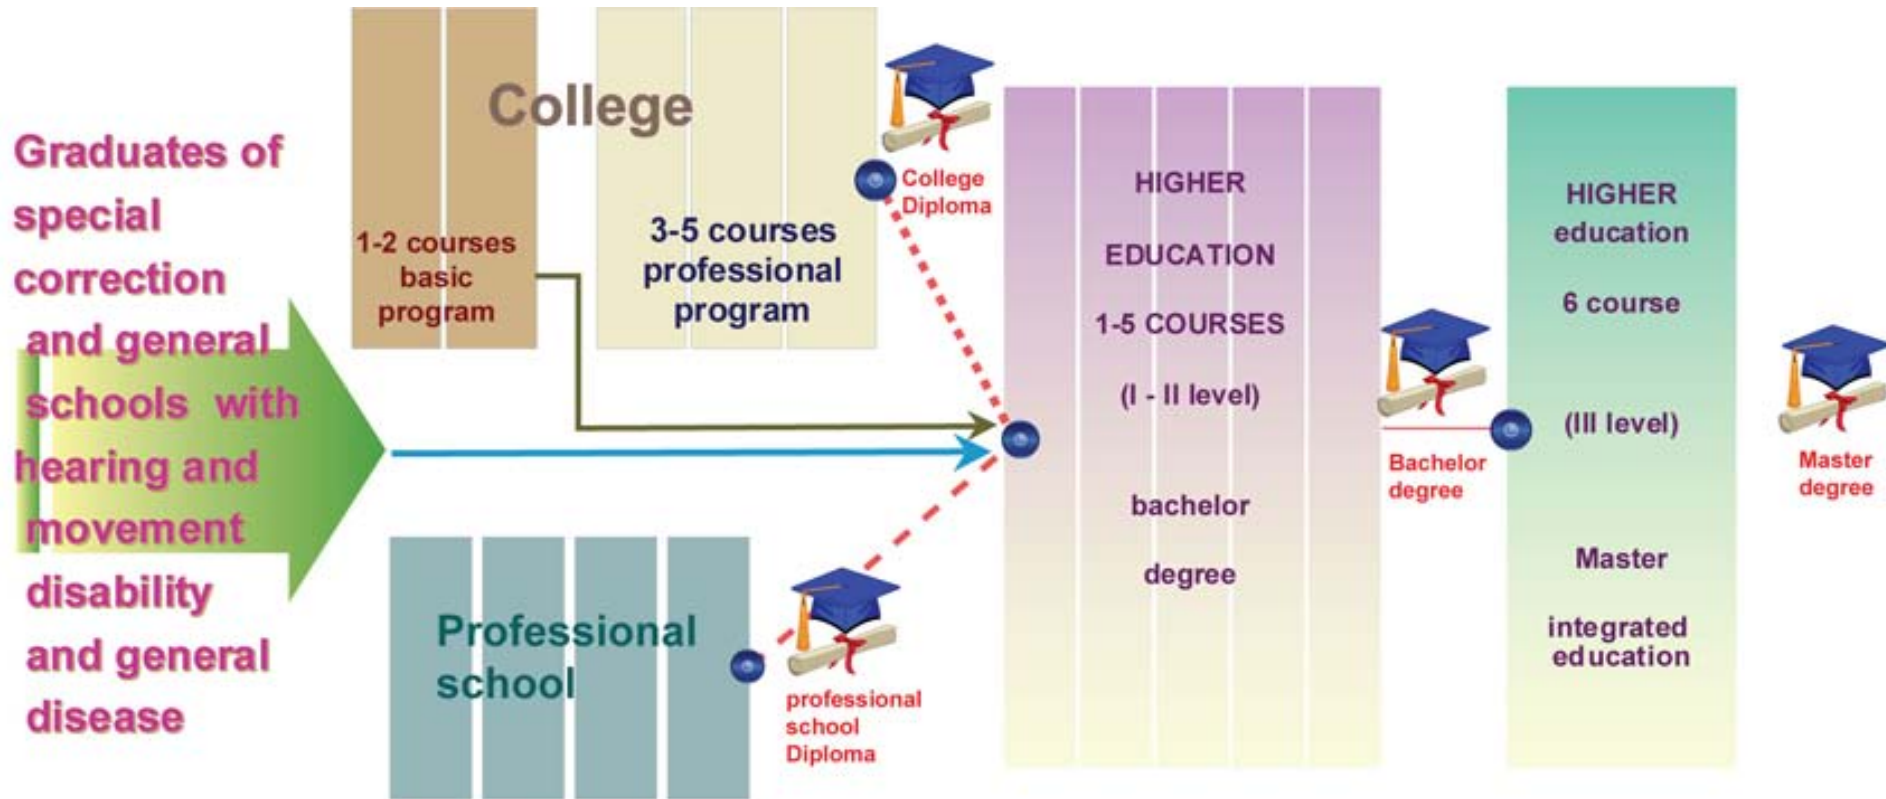 Graduates of
special
correction
and general
schools with
hearing and
movement
disability
and general
disease
College
1-2 courses
basic
program
3-5 courses
professional
program
College
Diploma
Professional
school
professional
school
Diploma
HIGHER
EDUCATION
1-5 COURSES
(I - II level)
bachelor
degree
Bachelor
degree
HIGHER
education
6 course
(III level)
Master
integrated
education
Master
degree